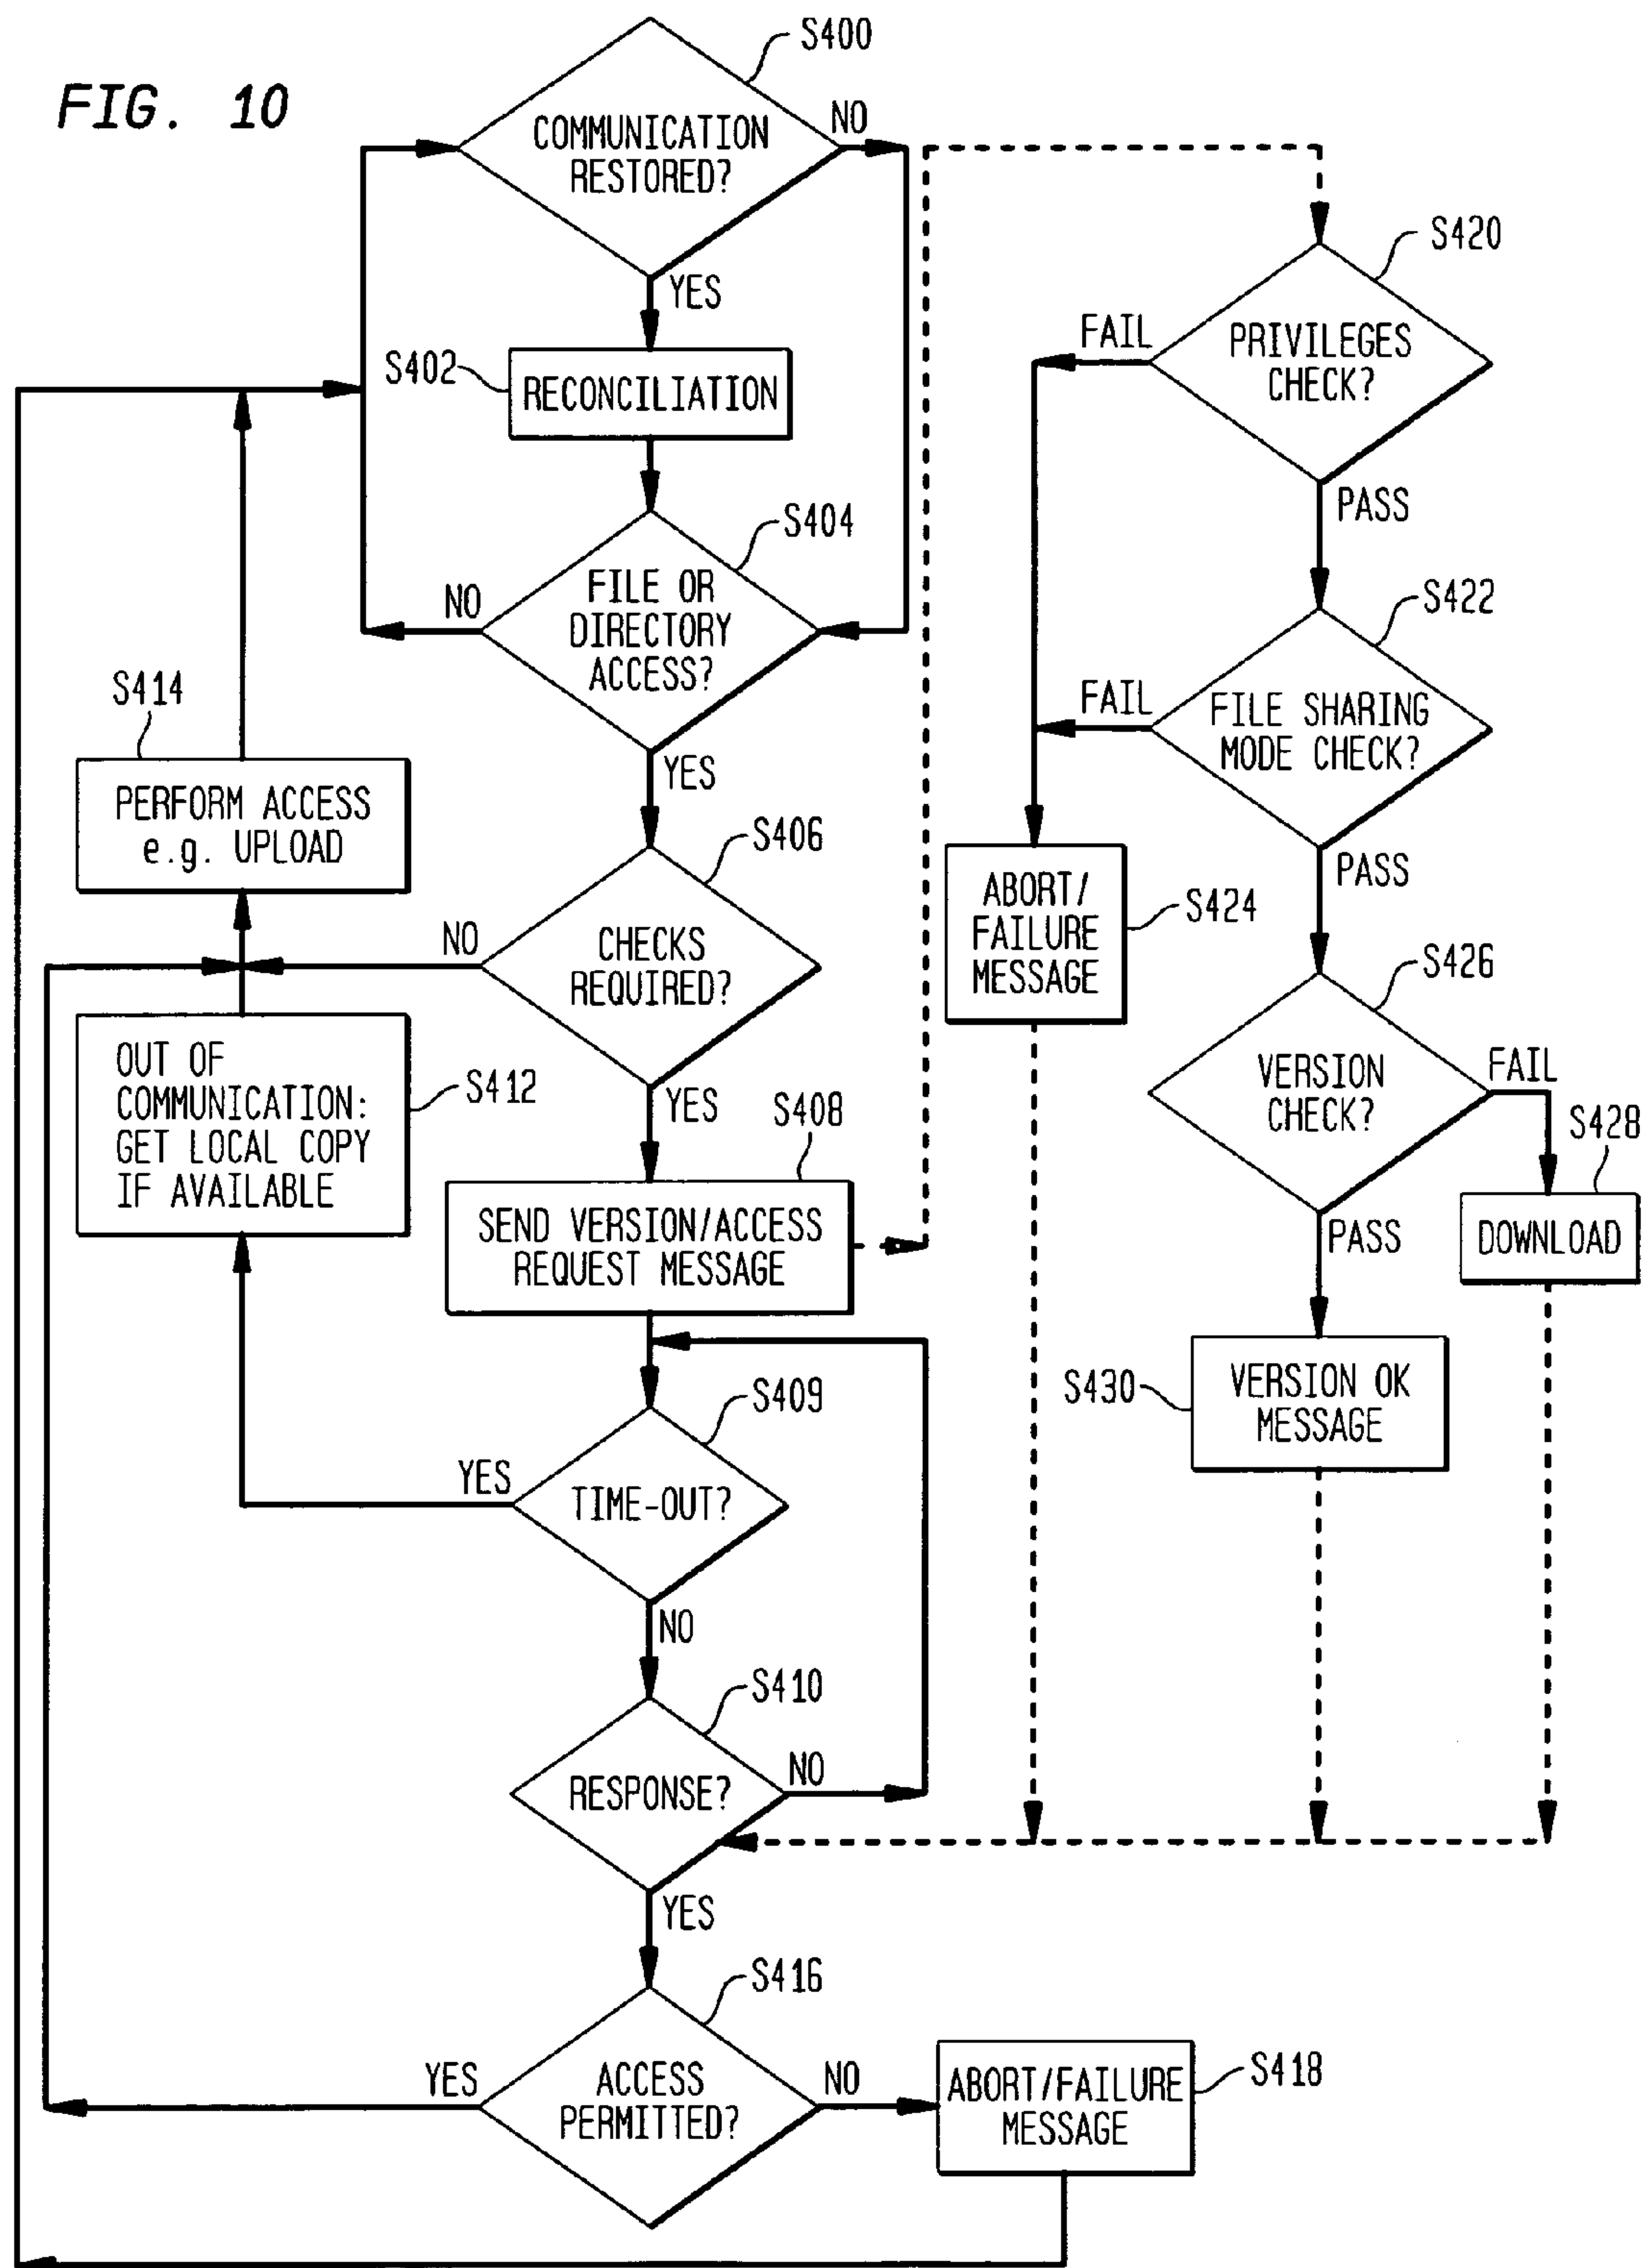 FIG. 10
S400
COMMUNICATION
RESTORED?
NO
YES
S402
RECONCILIATION
S404
FILE OR
DIRECTORY
ACCESS?
NO
YES
S414
PERFORM ACCESS
e.g. UPLOAD
S406
CHECKS
REQUIRED?
NO
YES
OUT OF
COMMUNICATION:
GET LOCAL COPY
IF AVAILABLE
S412
S408
SEND VERSION/ACCESS
REQUEST MESSAGE
S409
TIME-OUT?
YES
NO
S410
RESPONSE?
NO
YES
S416
ACCESS
PERMITTED?
YES
NO
ABORT/FAILURE
MESSAGE
S418
S420
PRIVILEGES
CHECK?
FAIL
PASS
S422
FILE SHARING
MODE CHECK?
FAIL
PASS
ABORT/
FAILURE
MESSAGE
S424
S426
VERSION
CHECK?
FAIL
PASS
S428
DOWNLOAD
S430
VERSION OK
MESSAGE